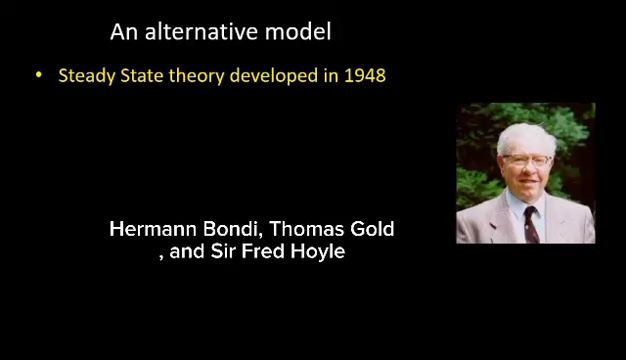 An alternative model
• Steady State theory developed in 1948
Hermann Bondi, Thomas Gold
, and Sir Fred Hoyle